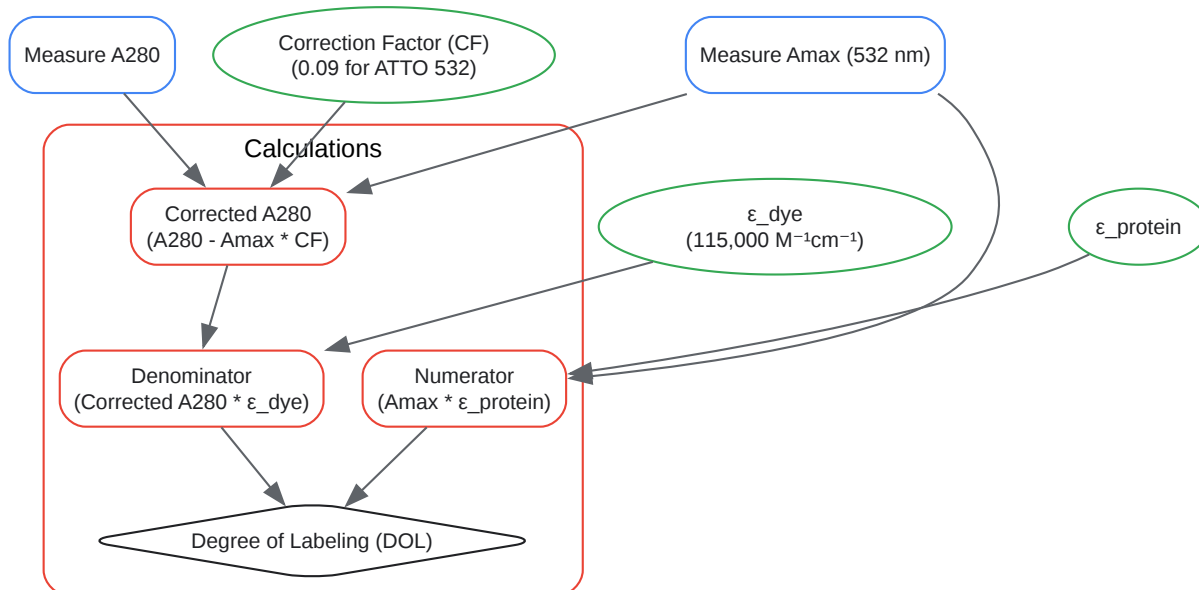 Measure A280
Correction Factor (CF)
(0.09 for ATTO 532)
Measure Amax (532 nm)
Calculations
Corrected A280
(A280 - Amax * CF)
ε_dye
(115,000 M⁻¹cm⁻¹)
ε_protein
Denominator
(Corrected A280 * ε_dye)
Numerator
(Amax * ε_protein)
Degree of Labeling (DOL)